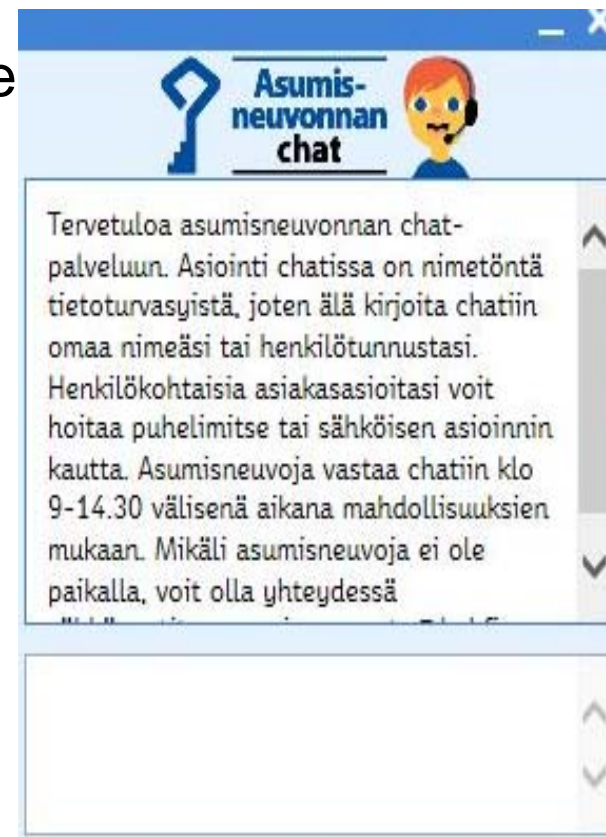 e
Asumis-
neuvonnan
chat
Tervetuloa asumisneuvonnan chat-
palveluun. Asiointi chatissa on nimetöntä
tietoturvasyistä, joten älä kirjoita chatiin
omaa nimeäsi tai henkilötunnustasi.
Henkilökohtaisia asiakasasioitasi voit
hoitaa puhelimitse tai sähköisen asioinnin
kautta. Asumisneuvoja vastaa chatiin klo
9-14.30 välisenä aikana mahdollisuuksien
mukaan. Mikäli asumisneuvoja ei ole
paikalla, voit olla yhteydessä